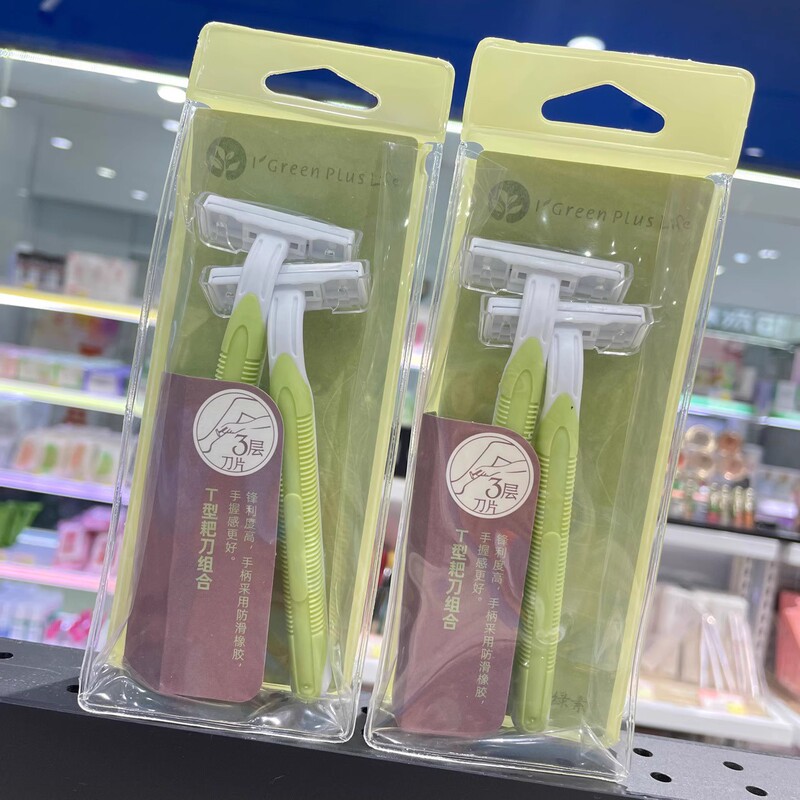 I'Green Plus Life
3层
刀片
锋利度高，手柄采用防滑橡胶，
手握感更好。
T型耙刀组合
I'Green Plus Life
3层
刀片
锋利度高，手柄采用防滑橡胶，
手握感更好。
T型耙刀组合